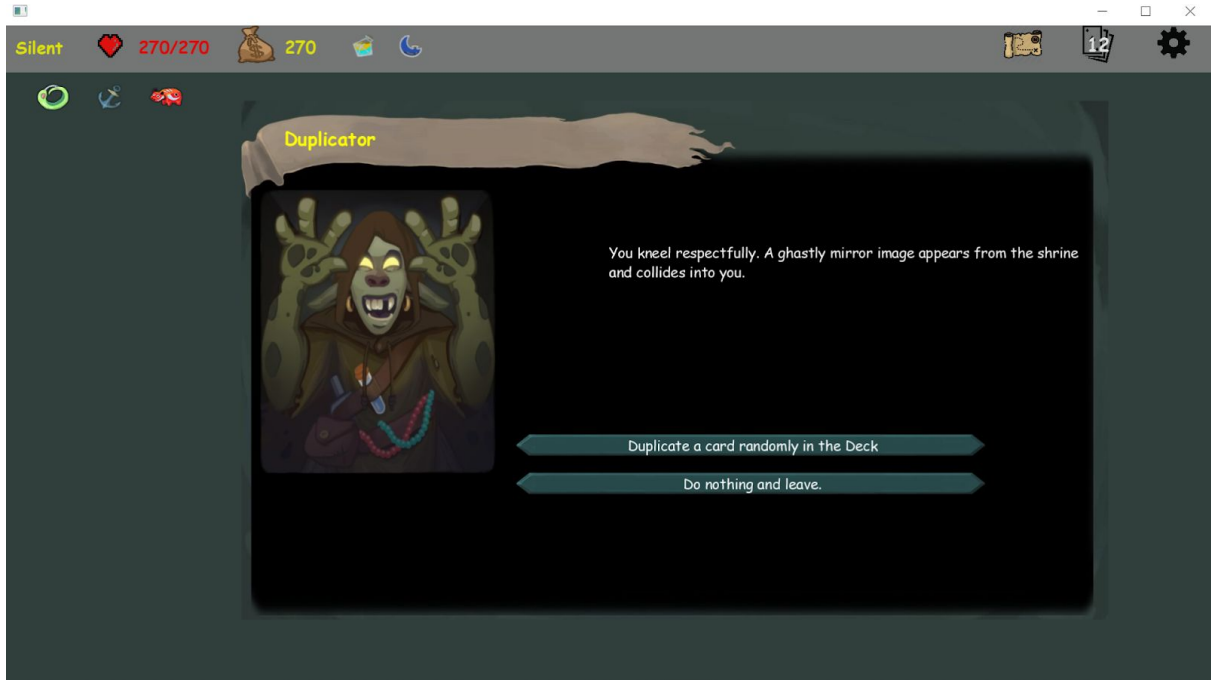 Silent 270/270 270 12
Duplicator
You kneel respectfully. A ghastly mirror image appears from the shrine
and collides into you.
Duplicate a card randomly in the Deck
Do nothing and leave.